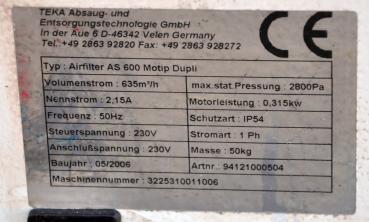 TEKA Absaug- und
Entsorgungstechnologie GmbH
In der Aue 6 D-46342 Velen Germany
Tel.+49 2863 92820 Fax: +49 2863 928272
CE
Typ : Airfilter AS 600 Motip Dupli
Volumenstrom : 635m³/h max.stat.Pressung : 2800Pa
Nennstrom : 2,15A Motorleistung : 0,315kw
Frequenz : 50Hz Schutzart : IP54
Steuerspannung : 230V Stromart : 1 Ph
Anschlußspannung : 230V Masse : 50kg
Baujahr : 05/2006 Artnr.: 94121000504
Maschinennummer : 3225310011006